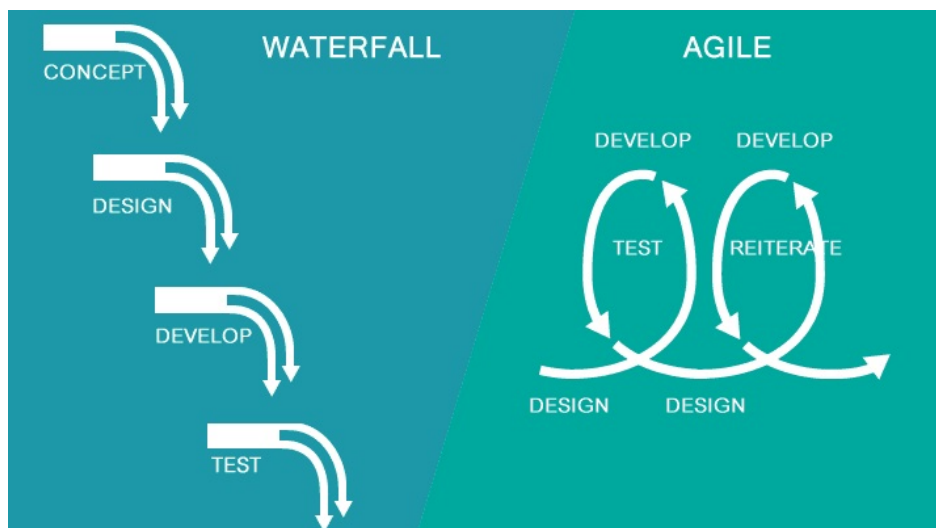 WATERFALL
CONCEPT
DESIGN
DEVELOP
TEST
AGILE
DEVELOP DEVELOP
TEST REITERATE
DESIGN DESIGN